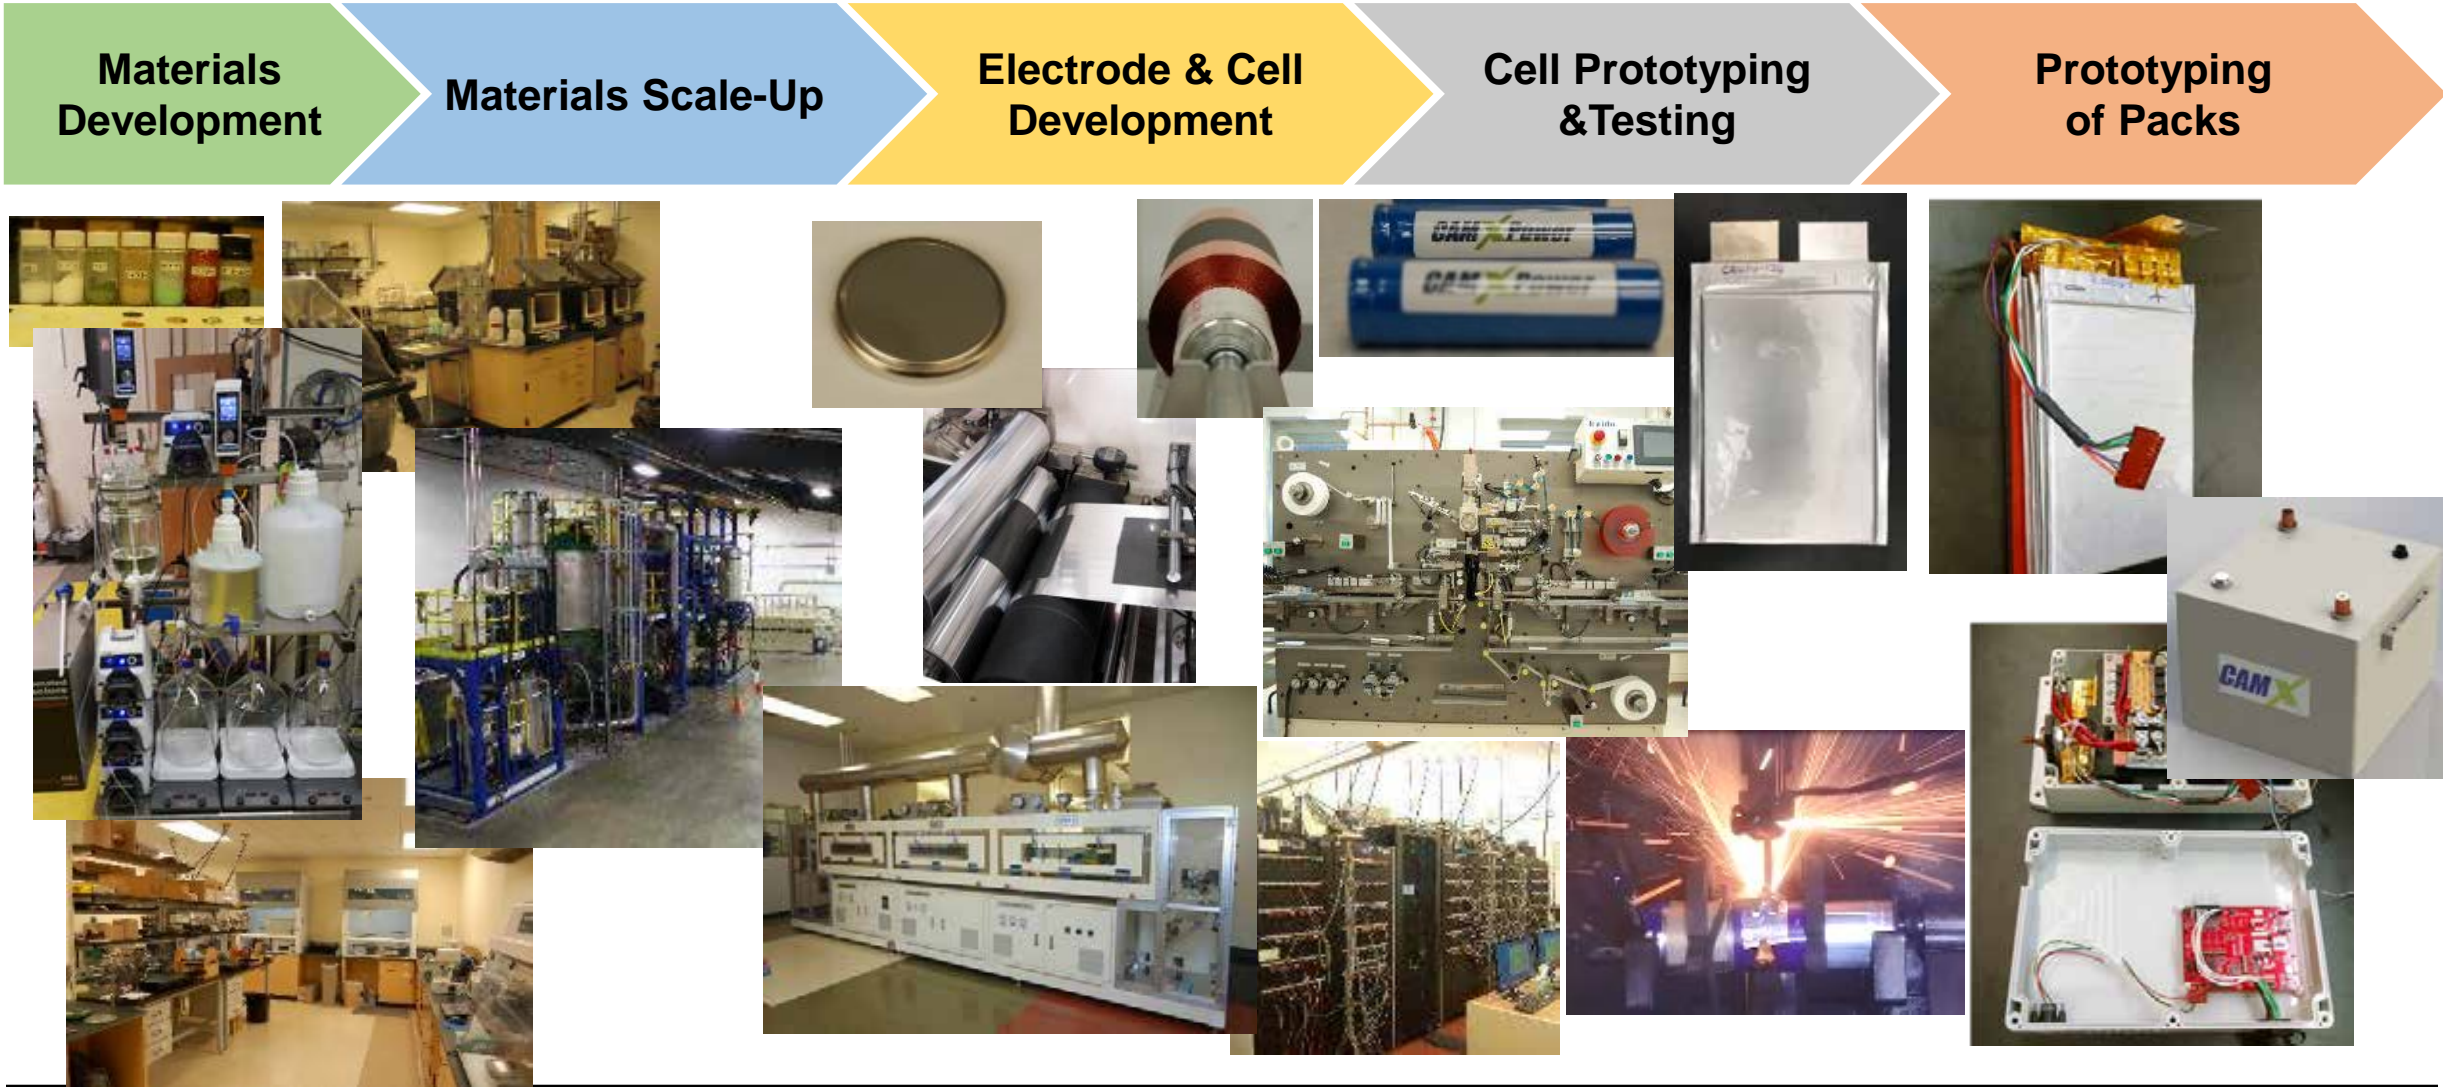 Materials
Development
Materials Scale-Up
Electrode & Cell
Development
Cell Prototyping
&Testing
Prototyping
of Packs
CAMX Power
CAMX Power
CAMX